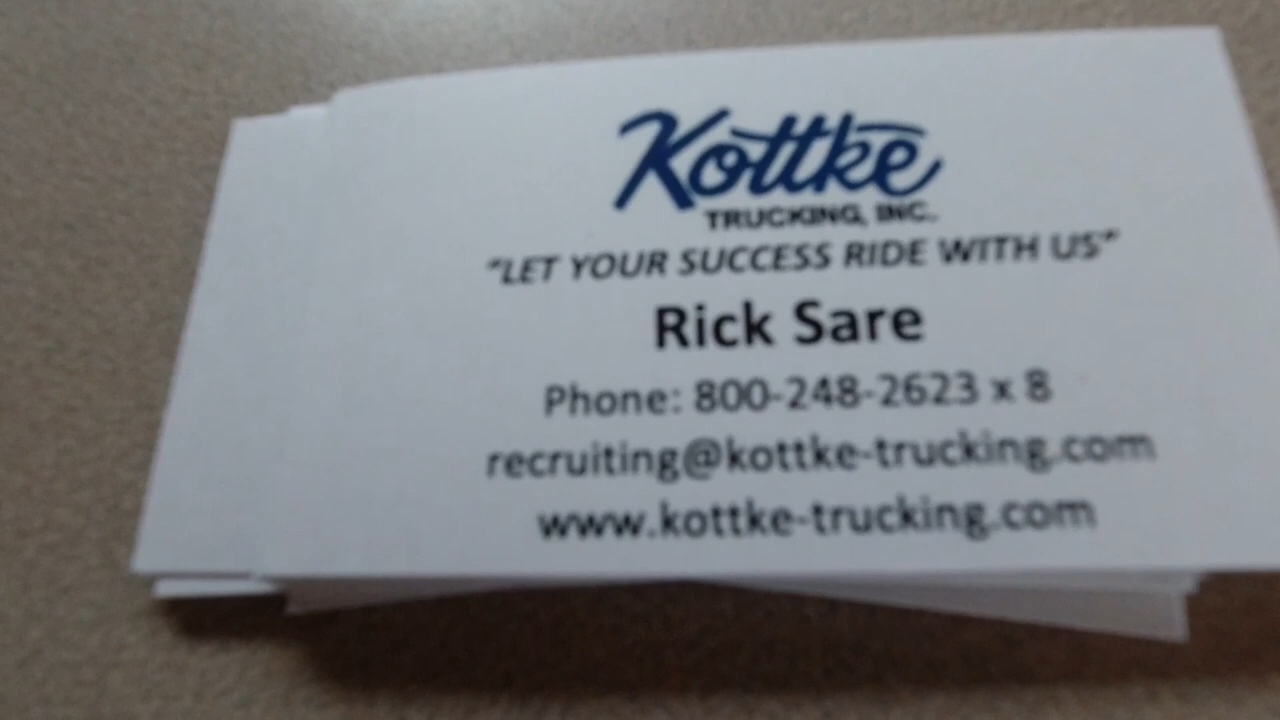 Kottke
TRUCKING, INC.
"LET YOUR SUCCESS RIDE WITH US"
Rick Sare
Phone: 800-248-2623 x 8
recruiting@kottke-trucking.com
www.kottke-trucking.com